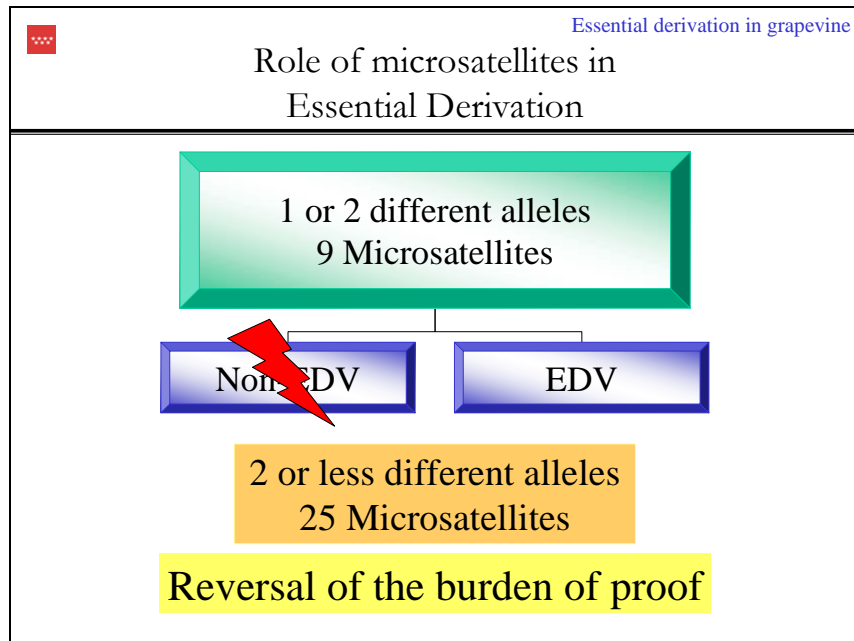 Essential derivation in grapevine
Role of microsatellites in
Essential Derivation
1 or 2 different alleles
9 Microsatellites
Non EDV
EDV
2 or less different alleles
25 Microsatellites
Reversal of the burden of proof